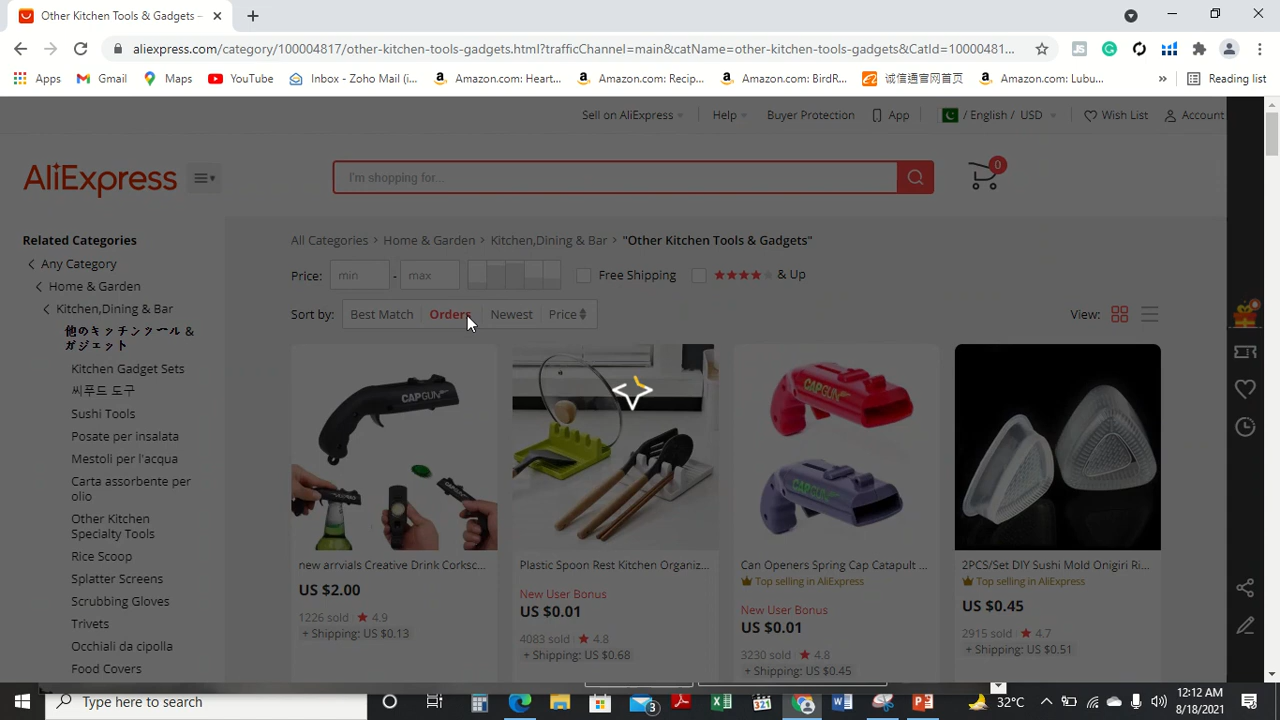 Other Kitchen Tools & Gadgets –
aliexpress.com/category/100004817/other-kitchen-tools-gadgets.html?trafficChannel=main&catName=other-kitchen-tools-gadgets&CatId=10000481...
Apps
Gmail
Maps
YouTube
Inbox - Zoho Mail (i...
Amazon.com: Heart...
Amazon.com: Recip...
Amazon.com: BirdR...
诚信通官网首页
Amazon.com: Lubu...
Reading list
Sell on AliExpress
Help
Buyer Protection
App
/ English / USD
Wish List
Account
AliExpress
I'm shopping for...
0
Related Categories
Any Category
Home & Garden
Kitchen,Dining & Bar
他のキッチンツール &
ガジェット
Kitchen Gadget Sets
씨푸드 도구
Sushi Tools
Posate per insalata
Mestoli per l'acqua
Carta assorbente per
olio
Other Kitchen
Specialty Tools
Rice Scoop
Splatter Screens
Scrubbing Gloves
Trivets
Occhiali da cipolla
Food Covers
All Categories > Home & Garden > Kitchen,Dining & Bar > "Other Kitchen Tools & Gadgets"
Price: min - max Free Shipping & Up
Sort by: Best Match Orders Newest Price
View:
CAPGUN
CAPGUN
CAPGUN
new arrvials Creative Drink Corksc...
US $2.00
1226 sold 4.9
+ Shipping: US $0.13
Plastic Spoon Rest Kitchen Organiz...
New User Bonus
US $0.01
4083 sold 4.8
+ Shipping: US $0.68
Can Openers Spring Cap Catapult ...
Top selling in AliExpress
New User Bonus
US $0.01
3230 sold 4.8
+ Shipping: US $0.45
2PCS/Set DIY Sushi Mold Onigiri Ri...
Top selling in AliExpress
US $0.45
2915 sold 4.7
+ Shipping: US $0.51
Type here to search
3
32°C
12:12 AM
8/18/2021